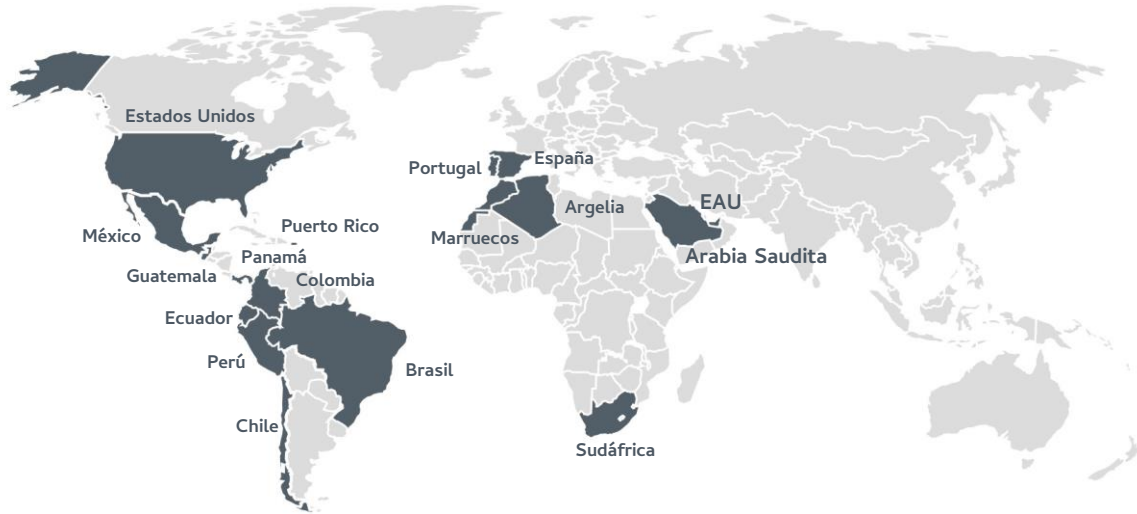 Estados Unidos
España
Portugal
EAU
Argelia
Puerto Rico
México
Marruecos
Panamá
Arabia Saudita
Guatemala
Colombia
Ecuador
Perú
Brasil
Chile
Sudáfrica